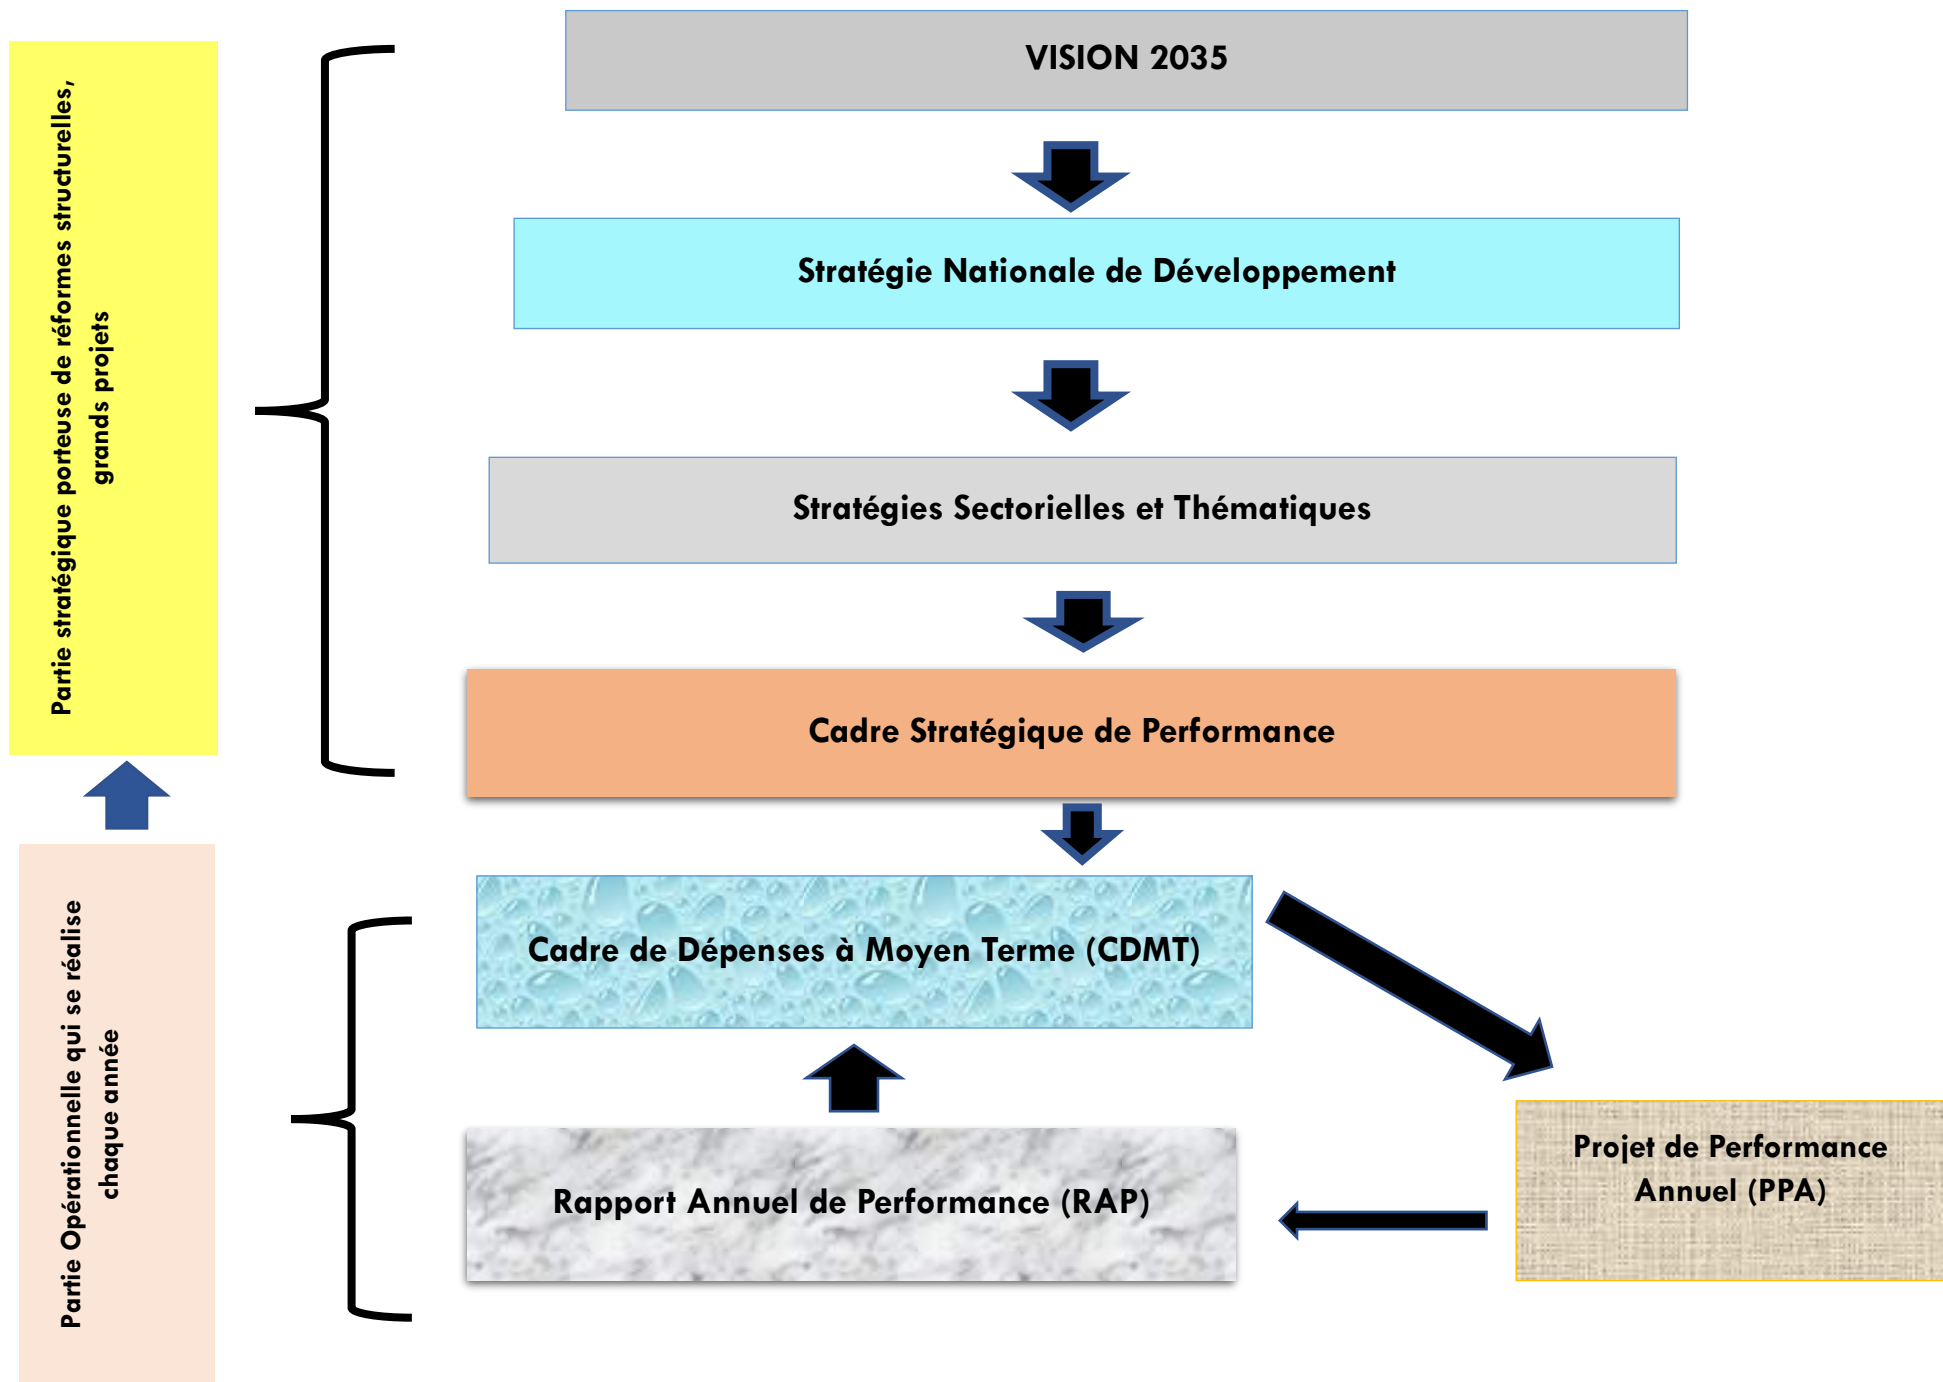 VISION 2035
Partie stratégique porteuse de réformes structurelles,
grands projets
Stratégie Nationale de Développement
Stratégies Sectorielles et Thématiques
Cadre Stratégique de Performance
Partie Opérationnelle qui se réalise
chaque année
Cadre de Dépenses à Moyen Terme (CDMT)
Projet de Performance
Annuel (PPA)
Rapport Annuel de Performance (RAP)